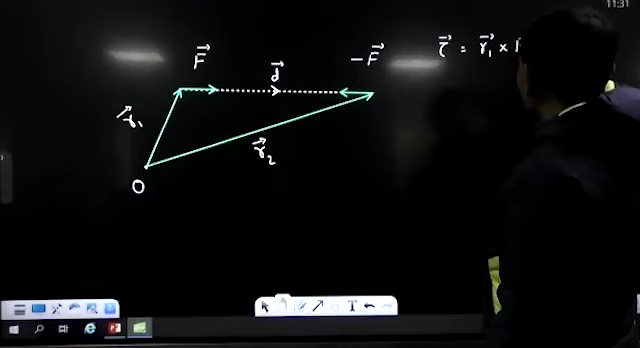 11:31
F⃗
-F⃗
τ⃗ = r⃗₁ ×
d⃗
r⃗₁
r⃗₂
O
T